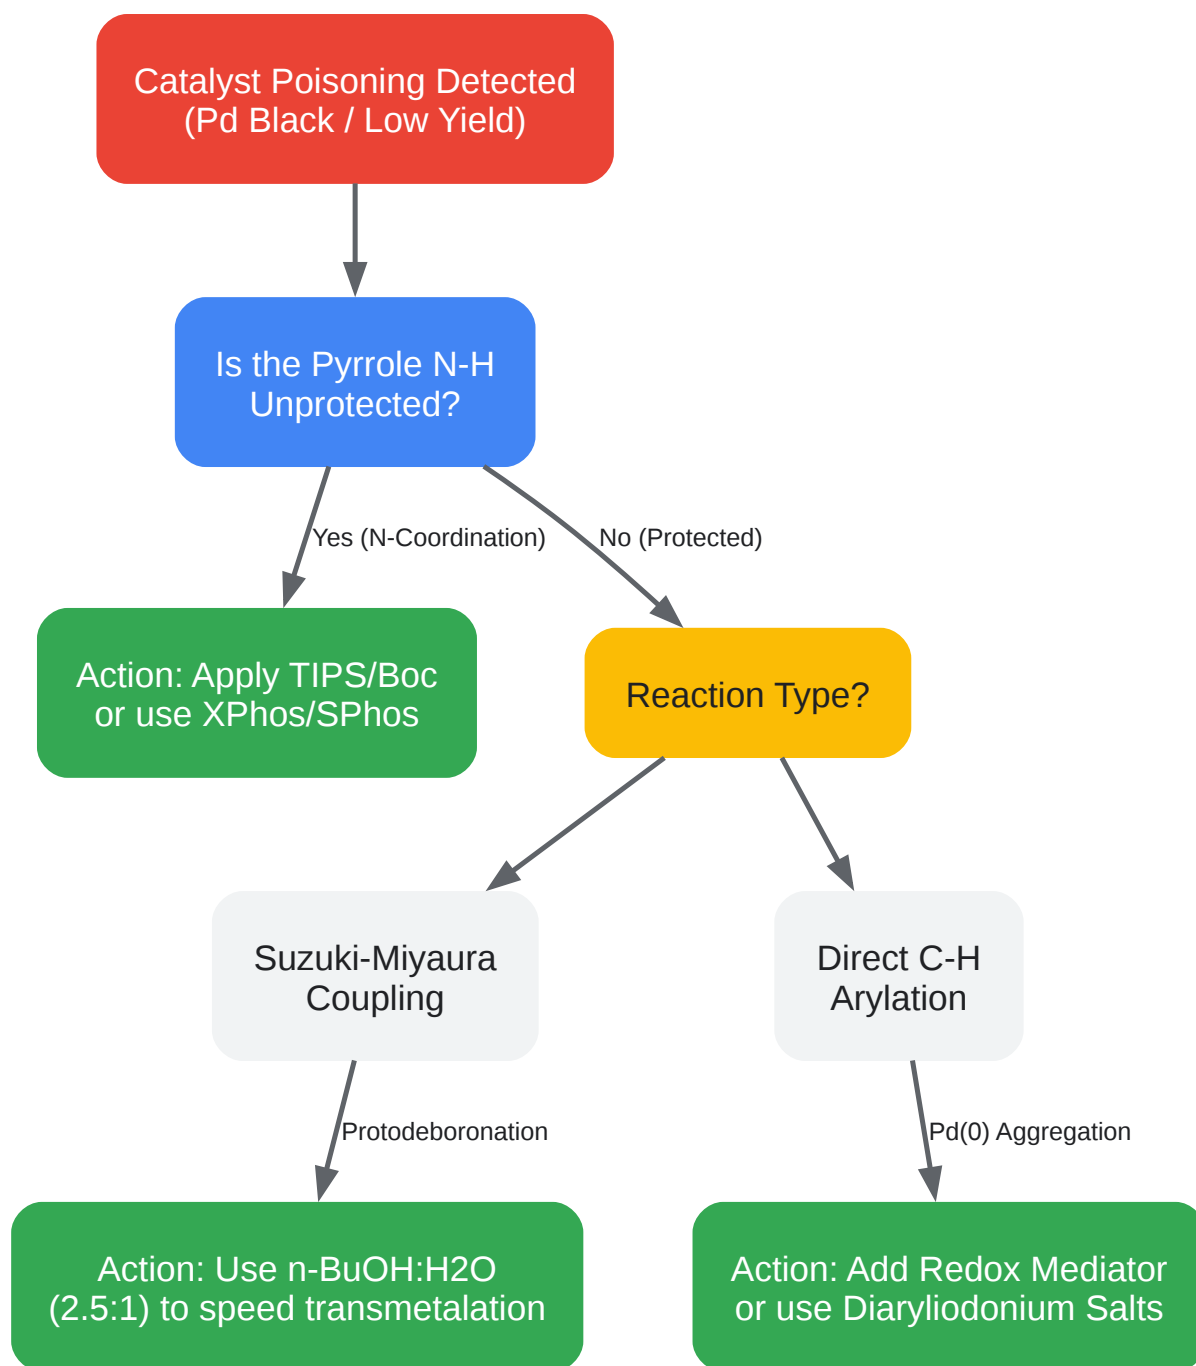 Catalyst Poisoning Detected
(Pd Black / Low Yield)
Is the Pyrrole N-H
Unprotected?
Yes (N-Coordination)
No (Protected)
Action: Apply TIPS/Boc
or use XPhos/SPhos
Reaction Type?
Suzuki-Miyaura
Coupling
Direct C-H
Arylation
Protodeboronation
Pd(0) Aggregation
Action: Use n-BuOH:H2O
(2.5:1) to speed transmetalation
Action: Add Redox Mediator
or use Diaryliodonium Salts